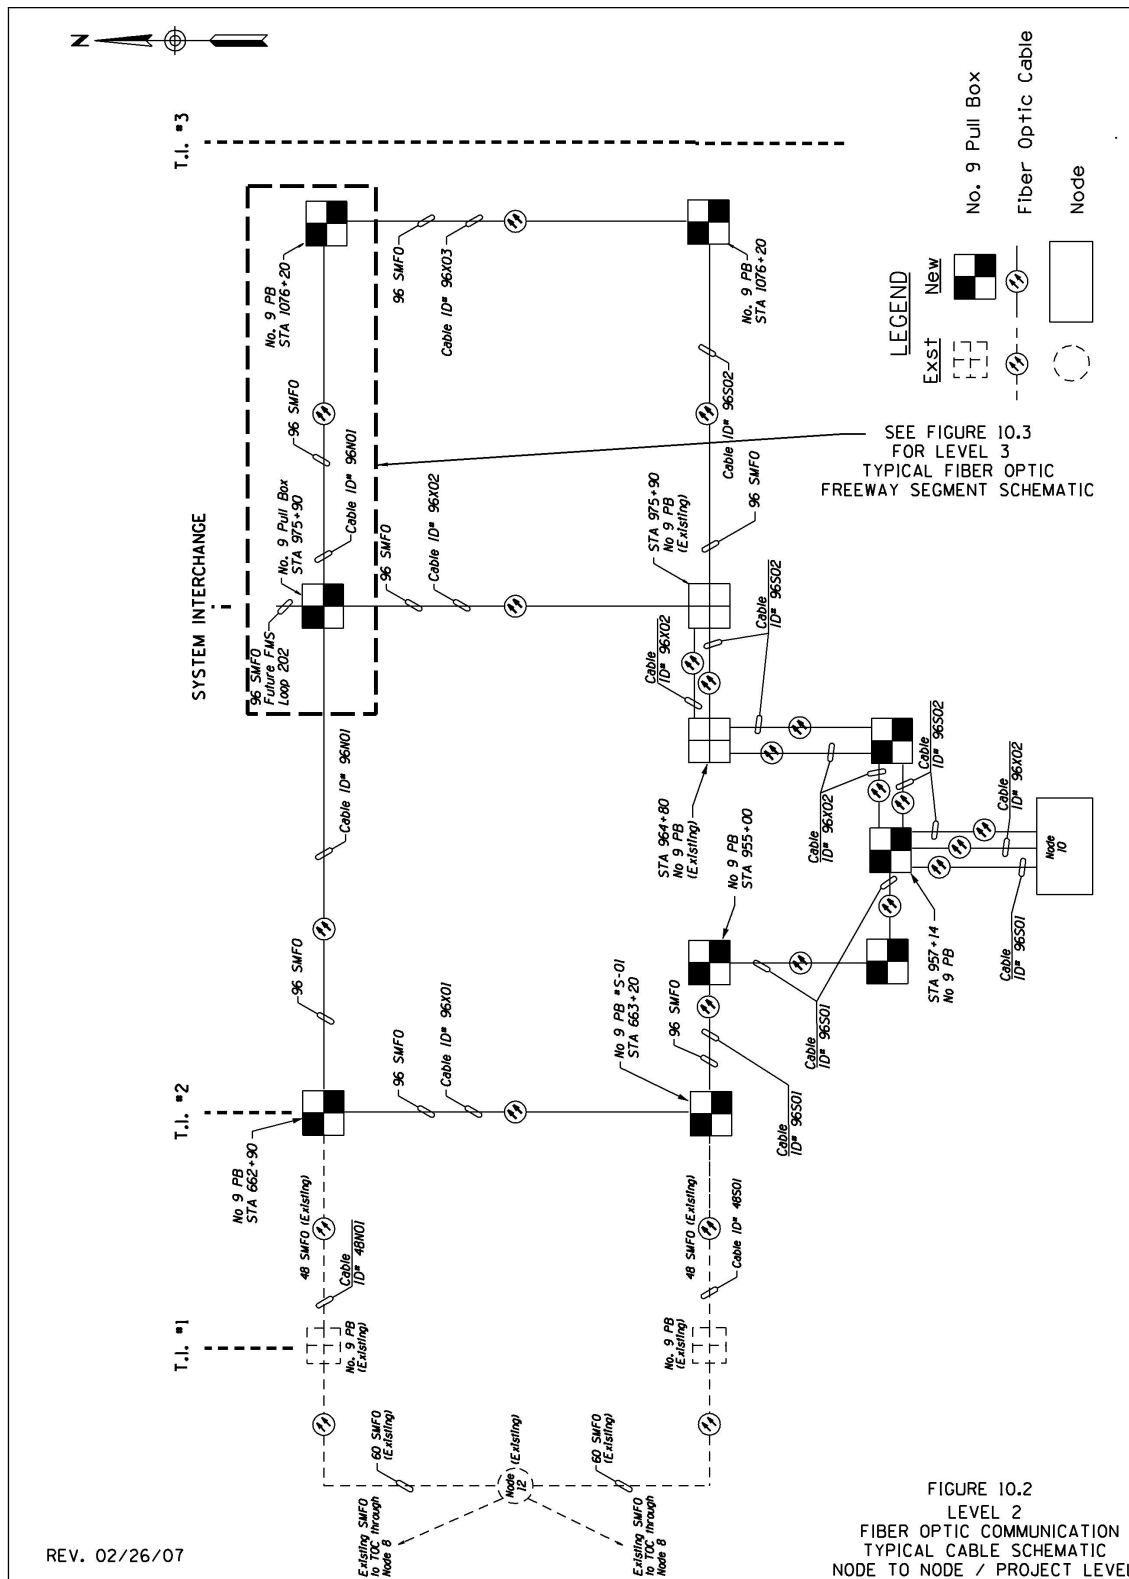 N
T.I. #3
SYSTEM INTERCHANGE
T.I. #2
T.I. #1
No. 9 PB
STA 1076+20
96 SMFO
Cable ID# 96X03
No. 9 PB
STA 1076+20
96 SMFO
Cable ID# 96N01
No. 9 Pull Box
STA 975+90
96 SMFO
Future FMS
Loop 202
96 SMFO
Cable ID# 96X02
Cable ID# 96S02
96 SMFO
STA 975+90
No 9 PB
(Existing)
Cable
ID# 96X02
Cable
ID# 96S02
Cable ID# 96N01
96 SMFO
STA 964+80
No 9 PB
(Existing)
Cable
ID# 96X02
Cable
ID# 96S02
Cable
ID# 96X02
Cable
ID# 96S01
Node
10
STA 957+14
No 9 PB
No 9 PB
STA 955+00
Cable
ID# 96S01
No 9 PB #S-01
STA 663+20
96 SMFO
Cable
ID# 96S01
96 SMFO
Cable ID# 96X01
No 9 PB
STA 662+90
48 SMFO (Existing)
Cable
ID# 48N01
48 SMFO (Existing)
Cable ID# 48S01
No. 9 PB
(Existing)
No. 9 PB
(Existing)
60 SMFO
(Existing)
60 SMFO
(Existing)
Node
12
(Existing)
Existing SMFO
to TOC through
Node 8
Existing SMFO
to TOC through
Node 8
LEGEND
Exst
New
No. 9 Pull Box
Fiber Optic Cable
Node
SEE FIGURE 10.3
FOR LEVEL 3
TYPICAL FIBER OPTIC
FREEWAY SEGMENT SCHEMATIC
REV. 02/26/07
FIGURE 10.2
LEVEL 2
FIBER OPTIC COMMUNICATION
TYPICAL CABLE SCHEMATIC
NODE TO NODE / PROJECT LEVEL